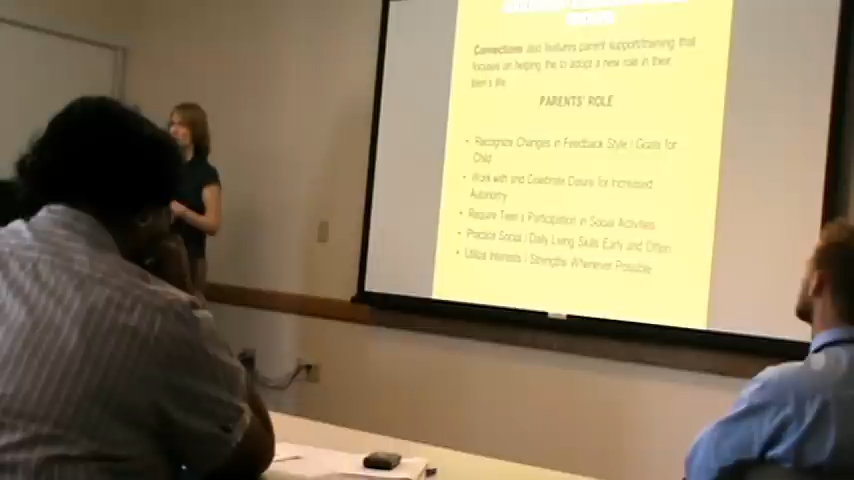 Connections also features parent support/training that
focuses on helping the to adopt a new role in their
teen's life.
PARENTS' ROLE
• Recognize Changes in Feedback Style / Goals for
Child
• Work with and Celebrate Desire for Increased
Autonomy
• Require Teen's Participation in Social Activities
• Practice Social / Daily Living Skills Early and Often
• Utilize Interests / Strengths Whenever Possible